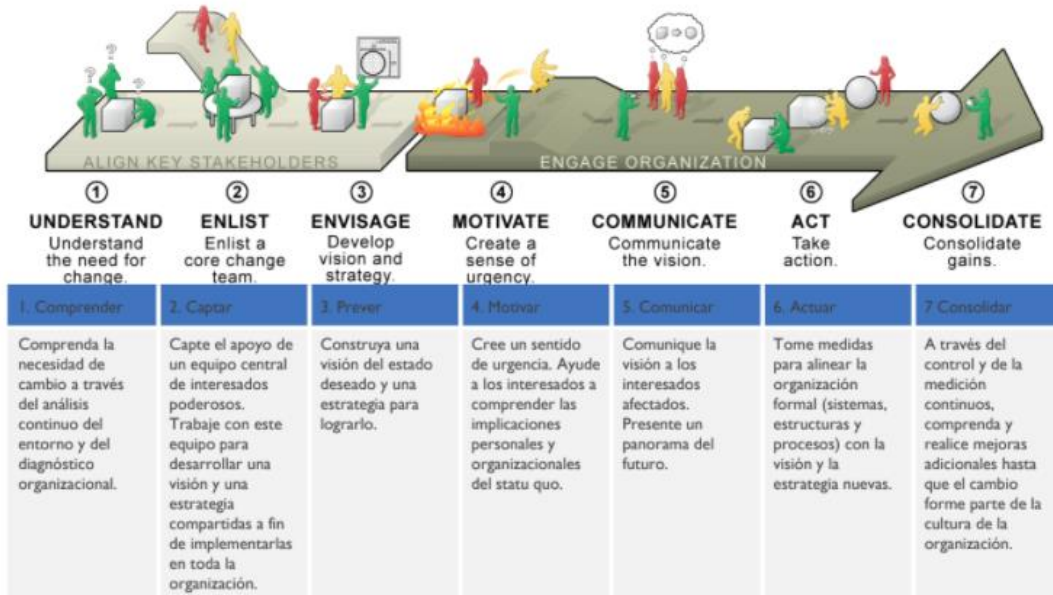 ?
?
?
ALIGN KEY STAKEHOLDERS
ENGAGE ORGANIZATION
1
UNDERSTAND
Understand
the need for
change.
2
ENLIST
Enlist a
core change
team.
3
ENVISAGE
Develop
vision and
strategy.
4
MOTIVATE
Create a
sense of
urgency.
5
COMMUNICATE
Communicate
the vision.
6
ACT
Take
action.
7
CONSOLIDATE
Consolidate
gains.
1. Comprender
Comprenda la
necesidad de
cambio a través
del análisis
continuo del
entorno y del
diagnóstico
organizacional.
2. Captar
Capte el apoyo de
un equipo central
de interesados
poderosos.
Trabaje con este
equipo para
desarrollar una
visión y una
estrategia
compartidas a fin
de implementarlas
en toda la
organización.
3. Prever
Construya una
visión del estado
deseado y una
estrategia para
lograrlo.
4. Motivar
Cree un sentido
de urgencia. Ayude
a los interesados a
comprender las
implicaciones
personales y
organizacionales
del statu quo.
5. Comunicar
Comunique la
visión a los
interesados
afectados.
Presente un
panorama del
futuro.
6. Actuar
Tome medidas
para alinear la
organización
formal (sistemas,
estructuras y
procesos) con la
visión y la
estrategia nuevas.
7 Consolidar
A través del
control y de la
medición
continuos,
comprenda y
realice mejoras
adicionales hasta
que el cambio
forme parte de la
cultura de la
organización.